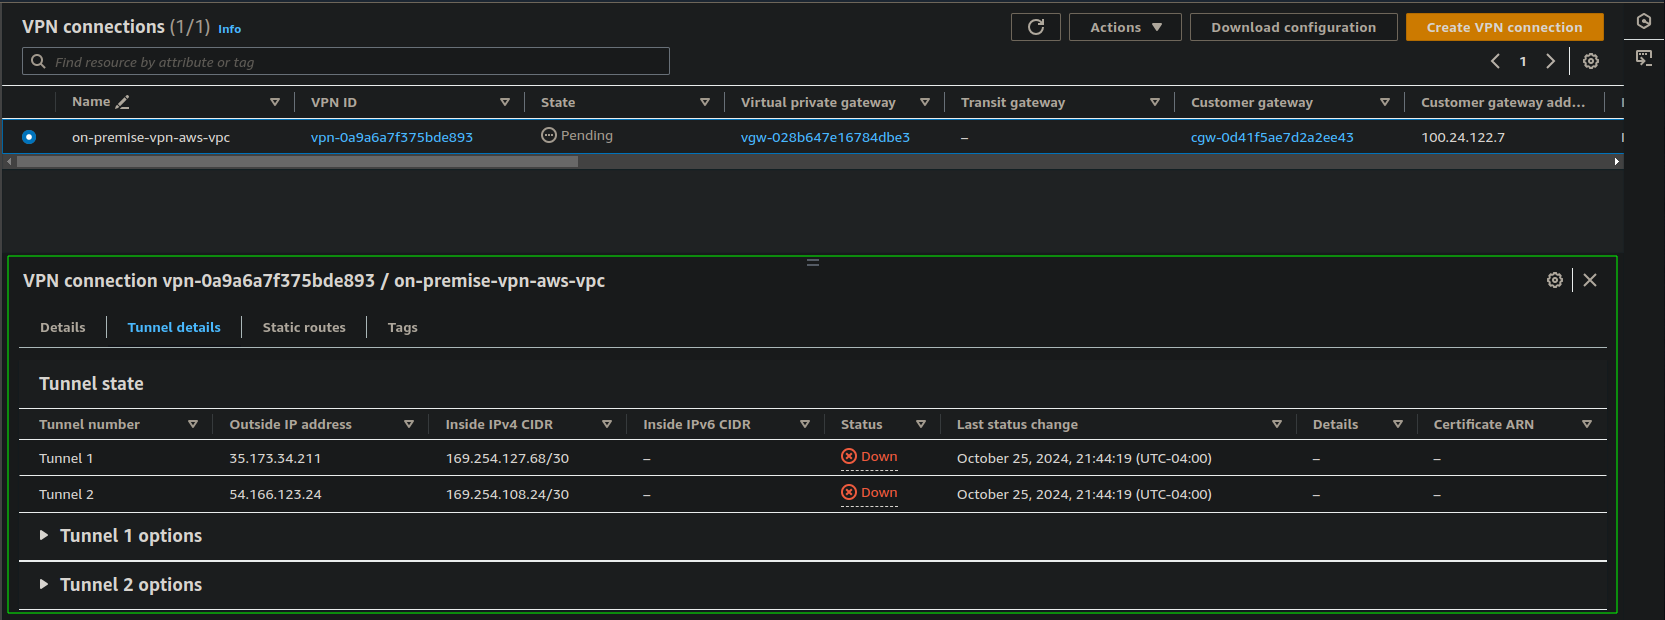 VPN connections (1/1) Info
Actions Download configuration Create VPN connection
Find resource by attribute or tag
1
Name VPN ID State Virtual private gateway Transit gateway Customer gateway Customer gateway add...
on-premise-vpn-aws-vpc vpn-0a9a6a7f375bde893 Pending vgw-028b647e16784dbe3 – cgw-0d41f5ae7d2a2ee43 100.24.122.7
VPN connection vpn-0a9a6a7f375bde893 / on-premise-vpn-aws-vpc
Details Tunnel details Static routes Tags
Tunnel state
Tunnel number Outside IP address Inside IPv4 CIDR Inside IPv6 CIDR Status Last status change Details Certificate ARN
Tunnel 1 35.173.34.211 169.254.127.68/30 – Down October 25, 2024, 21:44:19 (UTC-04:00) – –
Tunnel 2 54.166.123.24 169.254.108.24/30 – Down October 25, 2024, 21:44:19 (UTC-04:00) – –
Tunnel 1 options
Tunnel 2 options